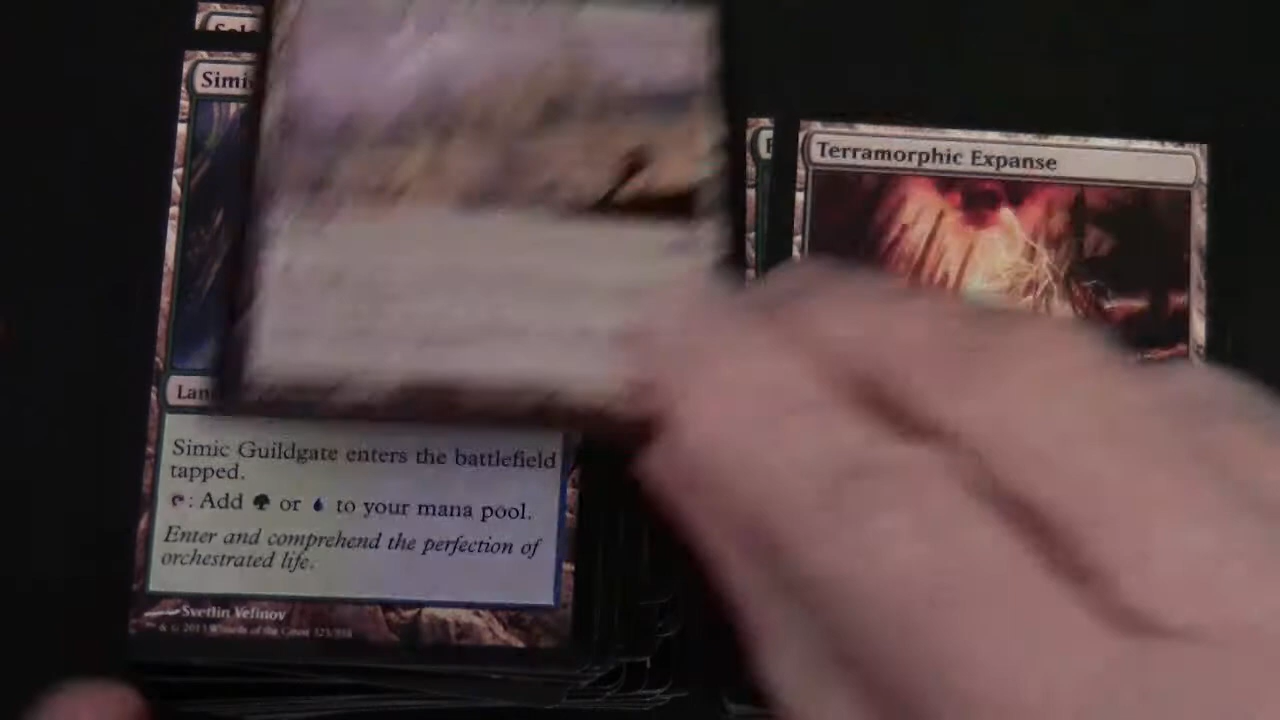 Simi
Lan
Simic Guildgate enters the battlefield
tapped.
: Add or to your mana pool.
Enter and comprehend the perfection of
orchestrated life.
Svetlin Velinov
Terramorphic Expanse